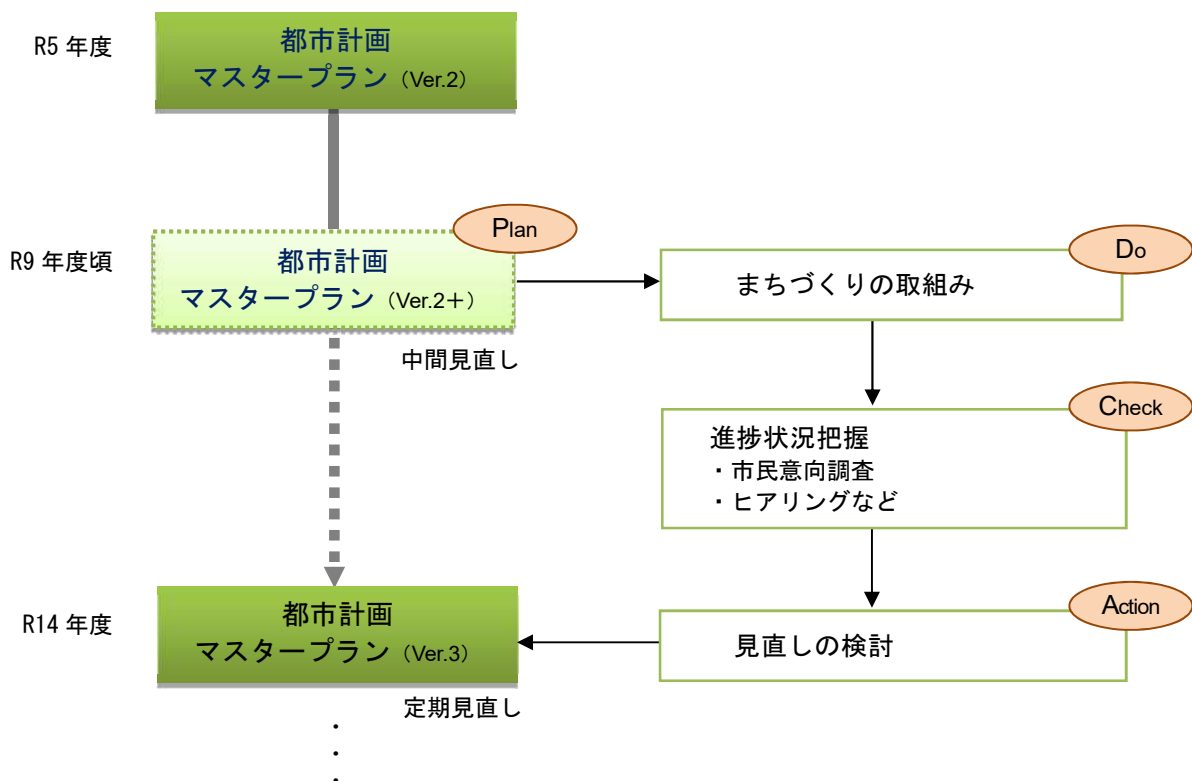 R5 年度
都市計画
マスタープラン（Ver.2）
R9 年度頃
都市計画
マスタープラン（Ver.2＋）
Plan
中間見直し
Do
まちづくりの取組み
Check
進捗状況把握
・市民意向調査
・ヒアリングなど
Action
見直しの検討
R14 年度
都市計画
マスタープラン（Ver.3）
定期見直し
・
・
・